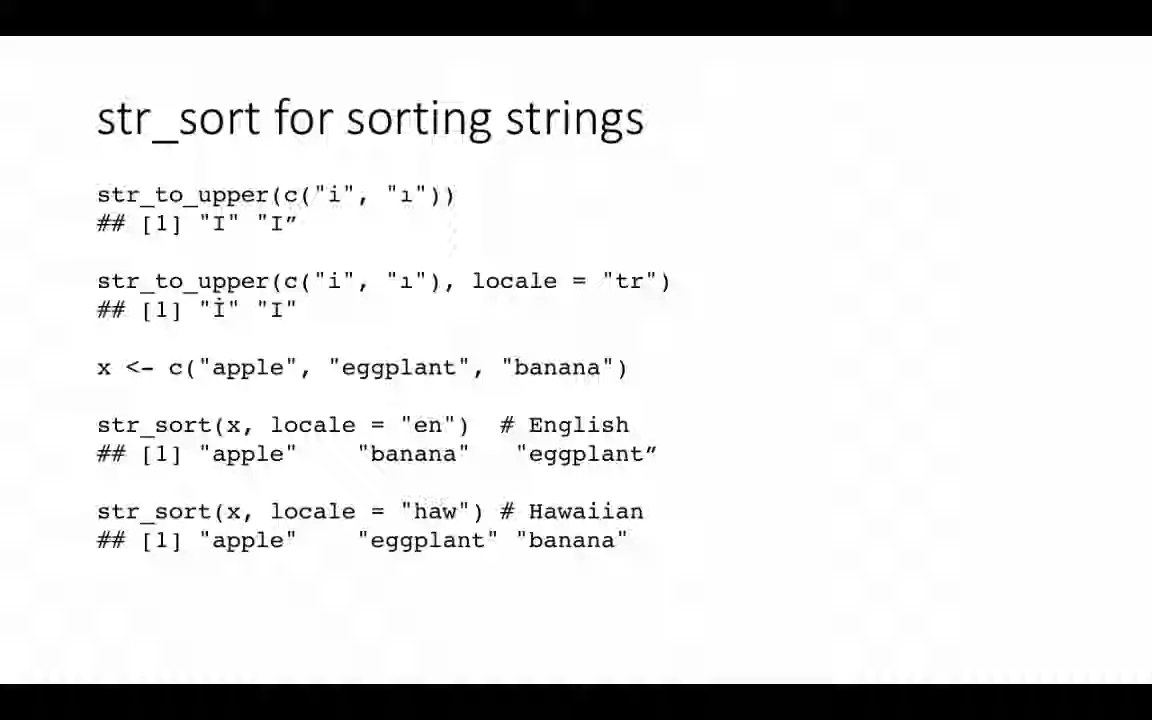 str_sort for sorting strings
str_to_upper(c("i", "ı"))
## [1] "I" "I”
str_to_upper(c("i", "ı"), locale = "tr")
## [1] "İ" "I"
x <- c("apple", "eggplant", "banana")
str_sort(x, locale = "en")  # English
## [1] "apple"    "banana"   "eggplant”
str_sort(x, locale = "haw") # Hawaiian
## [1] "apple"    "eggplant" "banana"